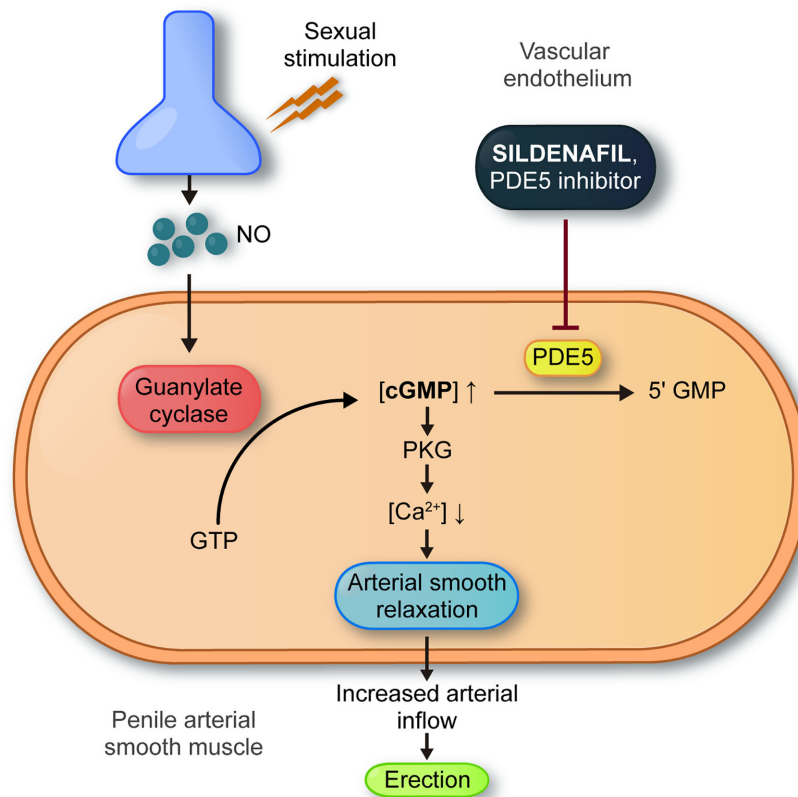 Sexual
stimulation
Vascular
endothelium
SILDENAFIL,
PDE5 inhibitor
NO
PDE5
Guanylate
cyclase
[cGMP] ↑
5' GMP
PKG
[Ca²⁺] ↓
GTP
Arterial smooth
relaxation
Increased arterial
inflow
Penile arterial
smooth muscle
Erection